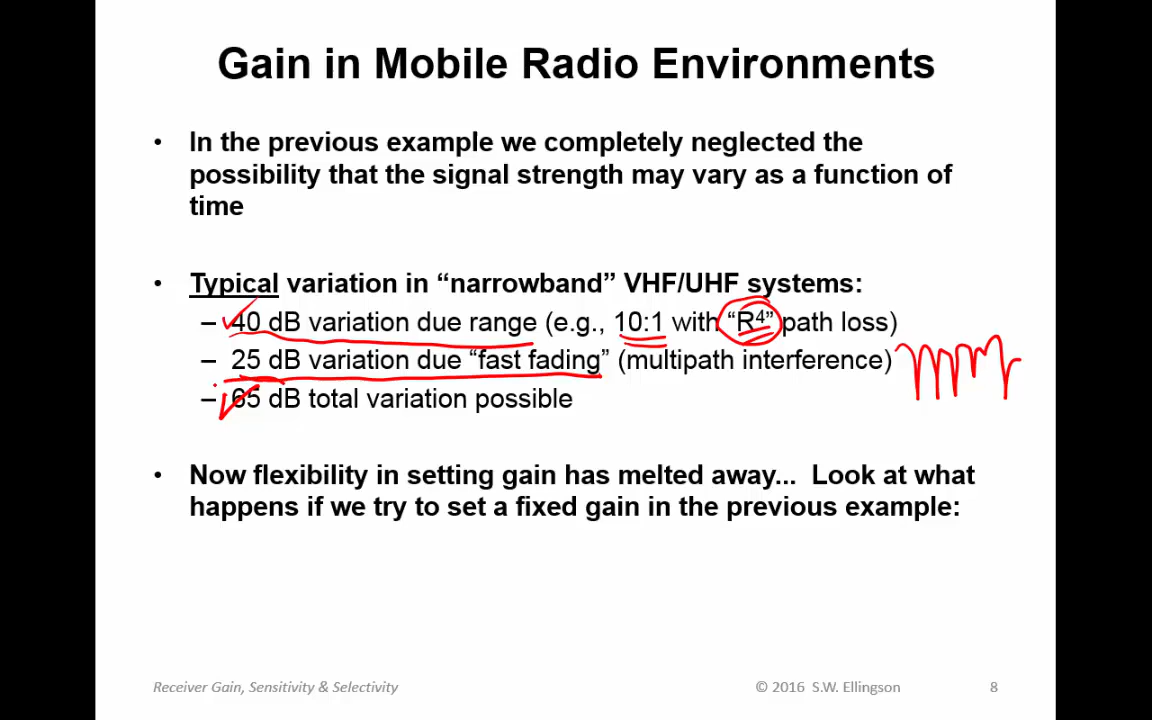 Gain in Mobile Radio Environments
• In the previous example we completely neglected the
possibility that the signal strength may vary as a function of
time
• Typical variation in “narrowband” VHF/UHF systems:
– 40 dB variation due range (e.g., 10:1 with “R⁴” path loss)
– 25 dB variation due “fast fading” (multipath interference)
– 65 dB total variation possible
• Now flexibility in setting gain has melted away... Look at what
happens if we try to set a fixed gain in the previous example:
Receiver Gain, Sensitivity & Selectivity © 2016 S.W. Ellingson 8